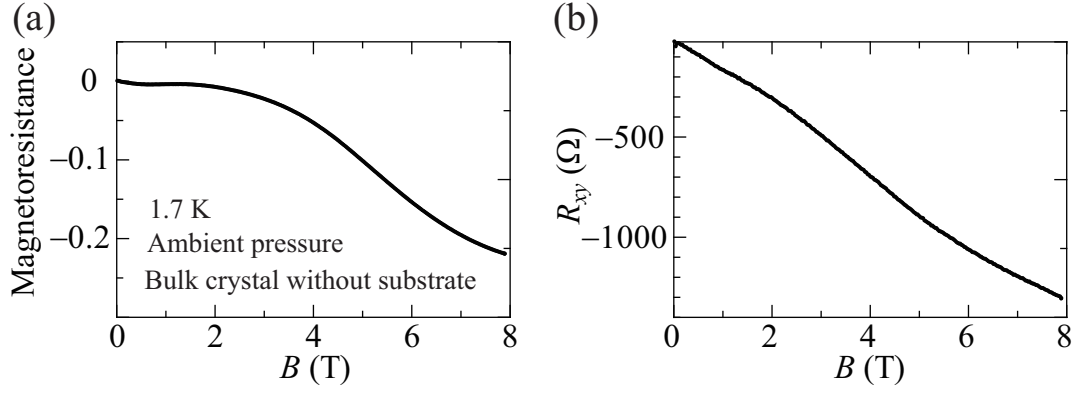 (a)
Magnetoresistance
0
–0.1
–0.2
1.7 K
Ambient pressure
Bulk crystal without substrate
0 2 4 6 8
B (T)
(b)
R_xy (Ω)
–500
–1000
0 2 4 6 8
B (T)